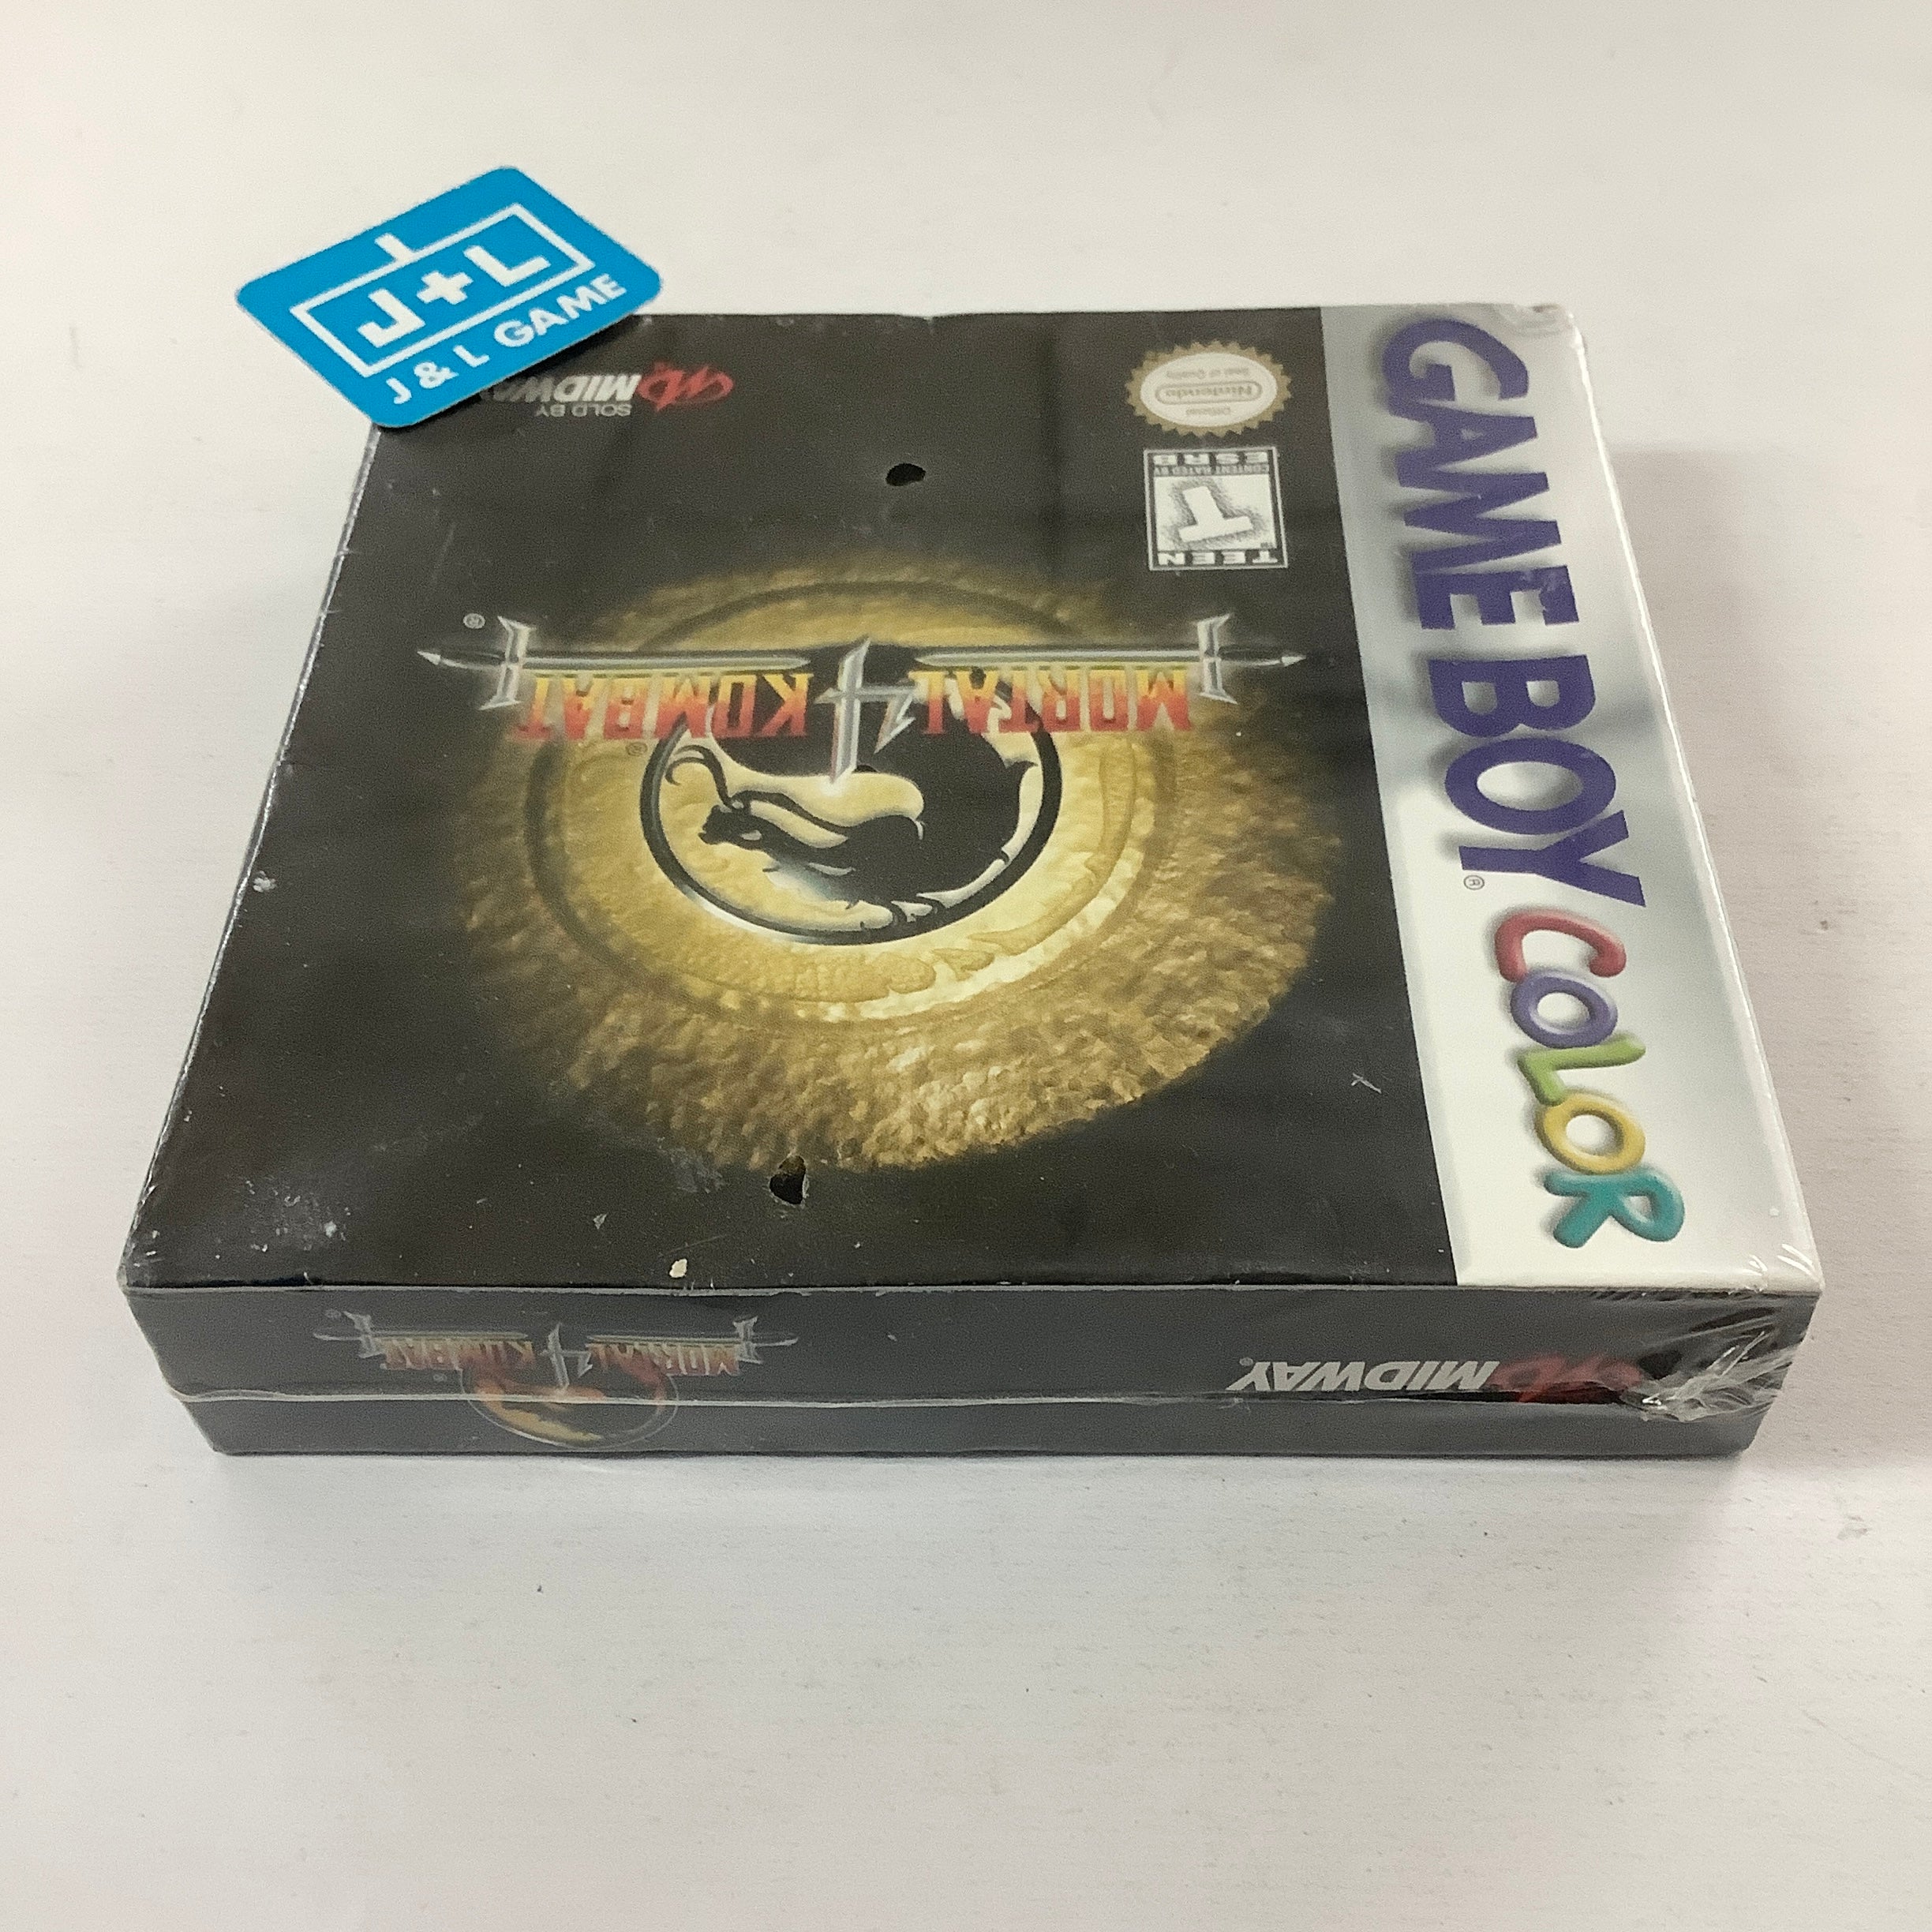 J+L
J & L GAME
SOLD BY
MIDWAY
Official
Nintendo
Seal of Quality
TEEN
T
CONTENT RATED BY
ESRB
GAME BOY® COLOR
MORTAL KOMBAT 4®
MORTAL KOMBAT 4®
MIDWAY®